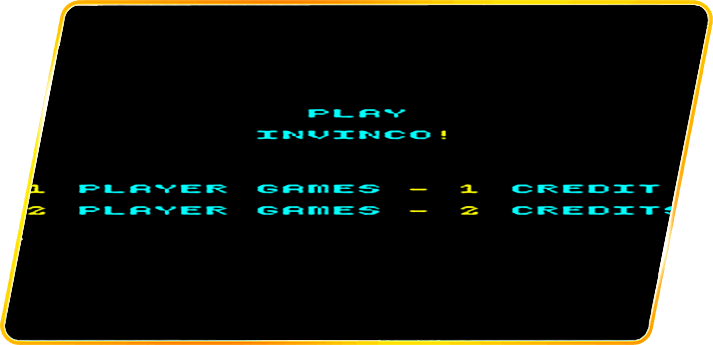 PLAY
INVINCO!
1 PLAYER GAMES - 1 CREDIT
2 PLAYER GAMES - 2 CREDITS